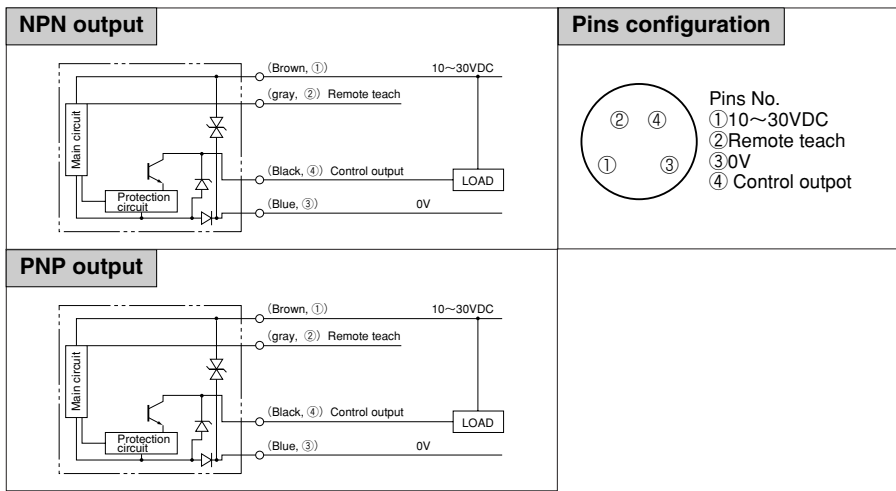 NPN output
(Brown, ①) 10～30VDC
(gray, ②) Remote teach
Main circuit
(Black, ④) Control output
LOAD
Protection
circuit
(Blue, ③) 0V
Pins configuration
② ④
① ③
Pins No.
①10～30VDC
②Remote teach
③0V
④ Control outpot
PNP output
(Brown, ①) 10～30VDC
(gray, ②) Remote teach
Main circuit
(Black, ④) Control output
LOAD
Protection
circuit
(Blue, ③) 0V